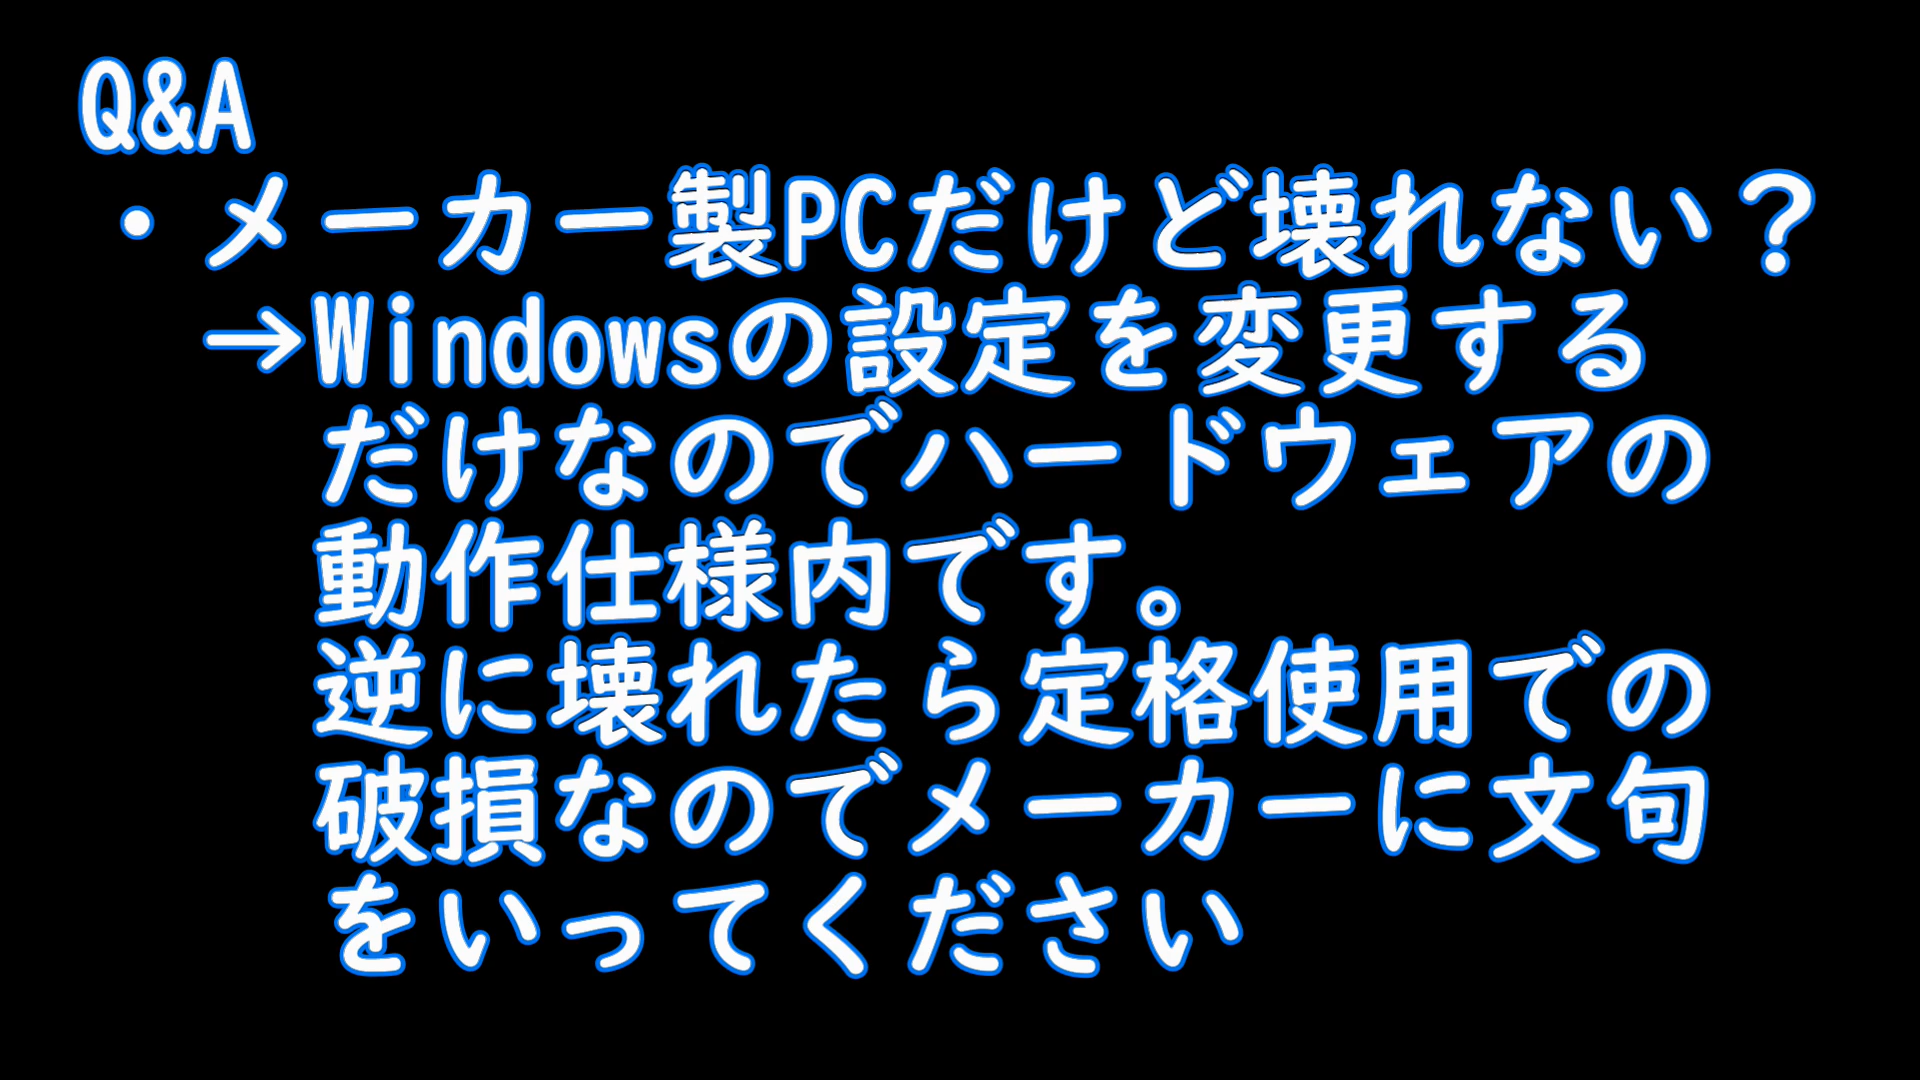 Q&A
・メーカー製PCだけど壊れない？
→Windowsの設定を変更する
だけなのでハードウェアの
動作仕様内です。
逆に壊れたら定格使用での
破損なのでメーカーに文句
をいってください